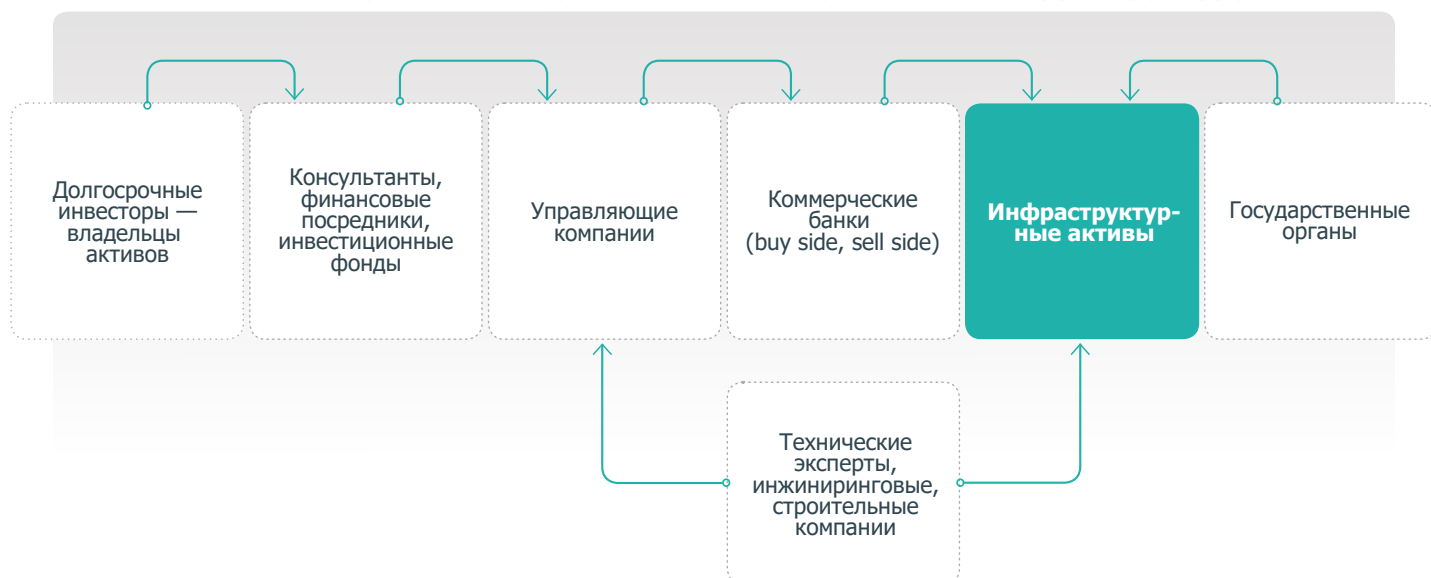 Долгосрочные
инвесторы —
владельцы
активов
Консультанты,
финансовые
посредники,
инвестиционные
фонды
Управляющие
компании
Коммерческие
банки
(buy side, sell side)
Инфраструктур-
ные активы
Государственные
органы
Технические
эксперты,
инжиниринговые,
строительные
компании